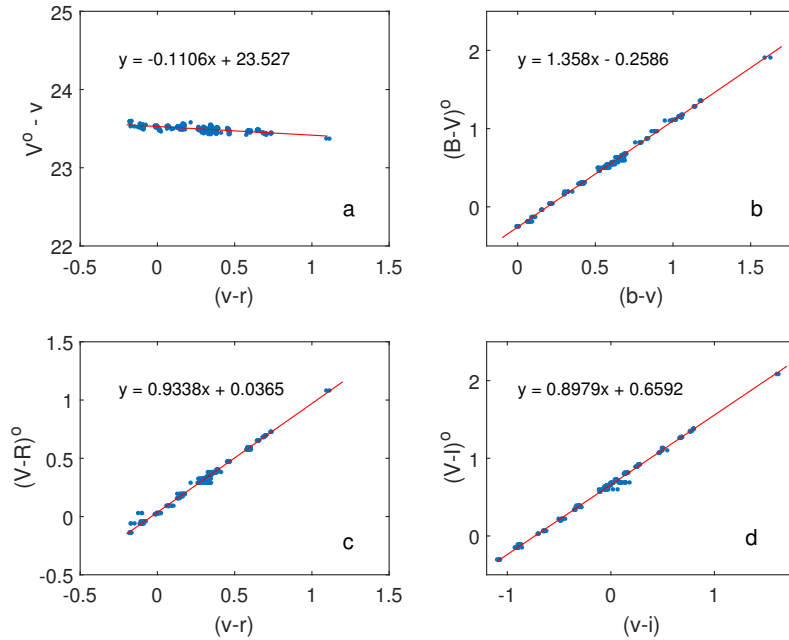 25
y = -0.1106x + 23.527
24
V° - v
23
a
22
-0.5 0 0.5 1 1.5
(v-r)
2
y = 1.358x - 0.2586
(B-V)°
1
0
b
0 0.5 1 1.5
(b-v)
1.5
y = 0.9338x + 0.0365
1
(V-R)°
0.5
0
c
-0.5
-0.5 0 0.5 1 1.5
(v-r)
2
y = 0.8979x + 0.6592
(V-I)°
1
0
d
-1 0 1
(v-i)